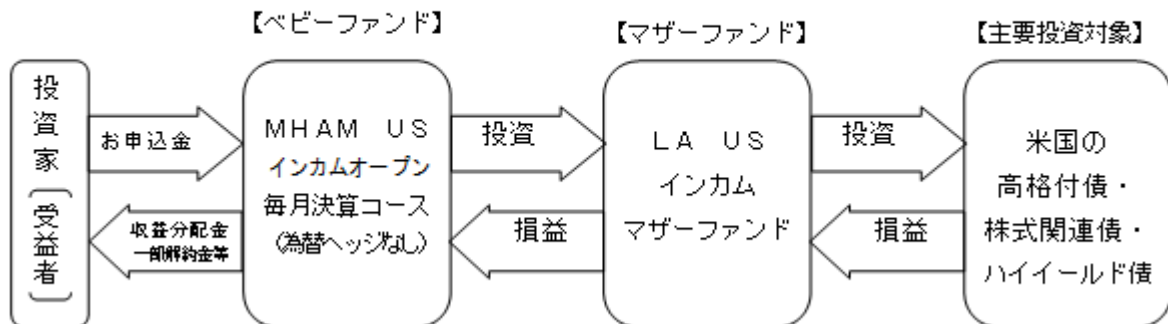 【ベビーファンド】
【マザーファンド】
【主要投資対象】
投資家（受益者）
お申込金
収益分配金
一部解約金等
ＭＨＡＭ　ＵＳ
インカムオープン
毎月決算コース
（為替ヘッジなし）
投資
損益
ＬＡ　ＵＳ
インカム
マザーファンド
投資
損益
米国の
高格付債・
株式関連債・
ハイイールド債